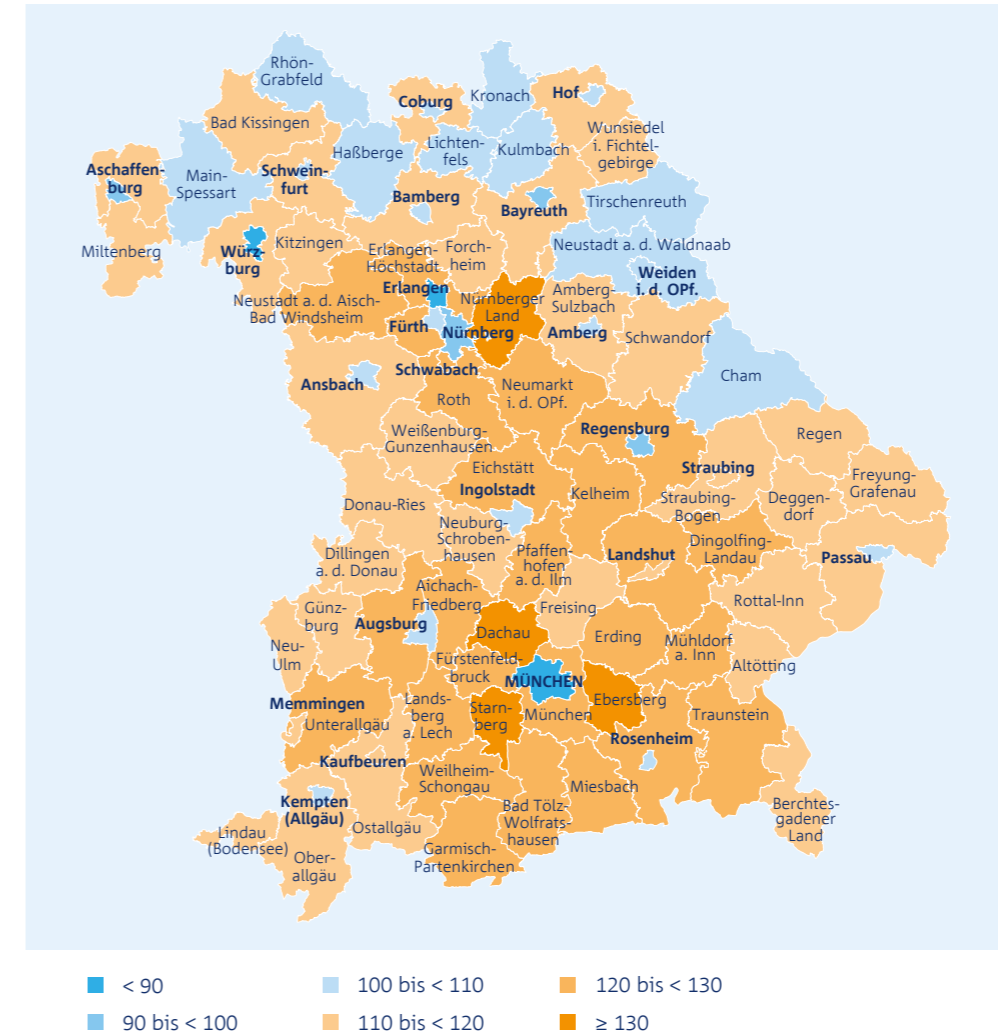 Rhön-
Grabfeld
Coburg
Kronach
Hof
Bad Kissingen
Wunsiedel
i. Fichtel-
gebirge
Haßberge
Lichten-
fels
Kulmbach
Aschaffen-
burg
Main-
Spessart
Schwein-
furt
Bamberg
Bayreuth
Tirschenreuth
Miltenberg
Würz-
burg
Kitzingen
Erlangen-
Höchstadt
Forch-
heim
Neustadt a. d. Waldnaab
Weiden
i. d. OPf.
Erlangen
Neustadt a. d. Aisch-
Bad Windsheim
Nürnberger
Land
Amberg-
Sulzbach
Fürth
Nürnberg
Amberg
Schwandorf
Ansbach
Schwabach
Roth
Neumarkt
i. d. OPf.
Cham
Weißenburg-
Gunzenhausen
Regensburg
Regen
Eichstätt
Ingolstadt
Straubing
Freyung-
Grafenau
Donau-Ries
Kelheim
Straubing-
Bogen
Deggen-
dorf
Neuburg-
Schroben-
hausen
Dillingen
a. d. Donau
Pfaffen-
hofen
a. d. Ilm
Landshut
Dingolfing-
Landau
Passau
Aichach-
Friedberg
Günz-
burg
Augsburg
Freising
Rottal-Inn
Neu-
Ulm
Dachau
Erding
Mühldorf
a. Inn
Altötting
Fürstenfeld-
bruck
MÜNCHEN
Memmingen
Unterallgäu
Lands-
berg
a. Lech
Starn-
berg
München
Ebersberg
Traunstein
Rosenheim
Kaufbeuren
Weilheim-
Schongau
Miesbach
Kempten
(Allgäu)
Ostallgäu
Bad Tölz-
Wolfrats-
hausen
Berchtes-
gadener
Land
Lindau
(Bodensee)
Ober-
allgäu
Garmisch-
Partenkirchen
< 90
100 bis < 110
120 bis < 130
90 bis < 100
110 bis < 120
≥ 130